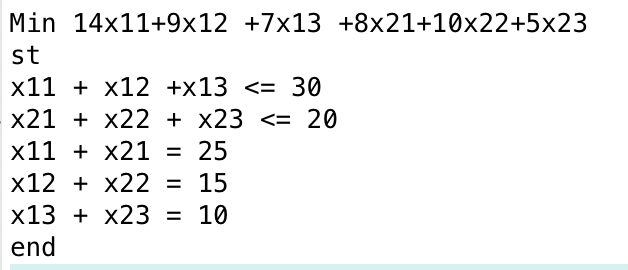 Min 14x11+9x12 +7x13 +8x21+10x22+5x23
st
x11 + x12 +x13 <= 30
x21 + x22 + x23 <= 20
x11 + x21 = 25
x12 + x22 = 15
x13 + x23 = 10
end